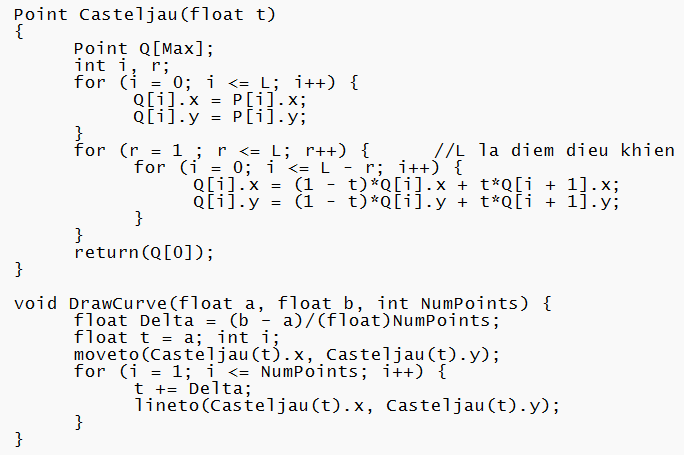 Point Casteljau(float t)
{
Point Q[Max];
int i, r;
for (i = 0; i <= L; i++) {
Q[i].x = P[i].x;
Q[i].y = P[i].y;
}
for (r = 1 ; r <= L; r++) { //L la diem dieu khien
for (i = 0; i <= L - r; i++) {
Q[i].x = (1 - t)*Q[i].x + t*Q[i + 1].x;
Q[i].y = (1 - t)*Q[i].y + t*Q[i + 1].y;
}
}
return(Q[0]);
}
void DrawCurve(float a, float b, int NumPoints) {
float Delta = (b - a)/(float)NumPoints;
float t = a; int i;
moveto(Casteljau(t).x, Casteljau(t).y);
for (i = 1; i <= NumPoints; i++) {
t += Delta;
lineto(Casteljau(t).x, Casteljau(t).y);
}
}